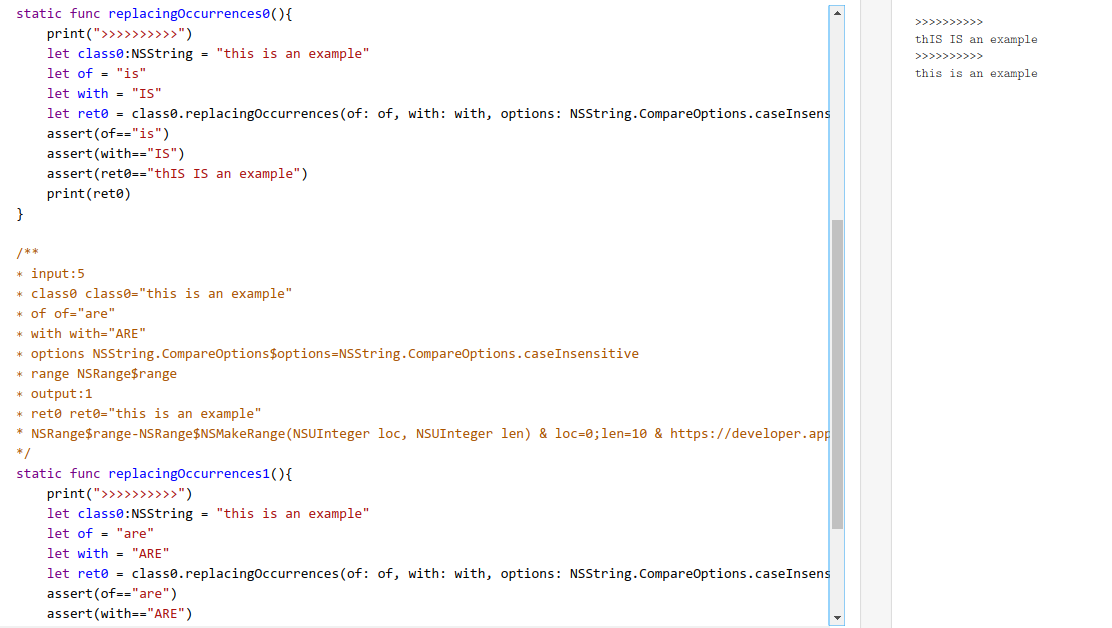 static func replacingOccurrences0(){
print(">>>>>>>>>>")
let class0:NSString = "this is an example"
let of = "is"
let with = "IS"
let ret0 = class0.replacingOccurrences(of: of, with: with, options: NSString.CompareOptions.caseInsens
assert(of=="is")
assert(with=="IS")
assert(ret0=="thIS IS an example")
print(ret0)
}
/**
* input:5
* class0 class0="this is an example"
* of of="are"
* with with="ARE"
* options NSString.CompareOptions$options=NSString.CompareOptions.caseInsensitive
* range NSRange$range
* output:1
* ret0 ret0="this is an example"
* NSRange$range-NSRange$NSMakeRange(NSUInteger loc, NSUInteger len) & loc=0;len=10 & https://developer.app
*/
static func replacingOccurrences1(){
print(">>>>>>>>>>")
let class0:NSString = "this is an example"
let of = "are"
let with = "ARE"
let ret0 = class0.replacingOccurrences(of: of, with: with, options: NSString.CompareOptions.caseInsens
assert(of=="are")
assert(with=="ARE")
>>>>>>>>>>
thIS IS an example
>>>>>>>>>>
this is an example